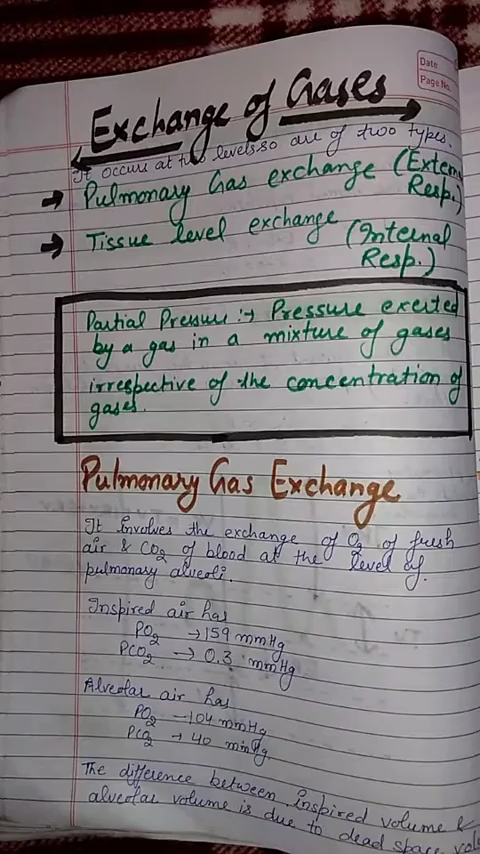 Date
Page No.
Exchange of Gases
It occurs at two levels so are of two types.
→ Pulmonary Gas exchange (Extern
Resp.)
→ Tissue level exchange (Internal
Resp.)
Partial Pressure :→ Pressure exerted
by a gas in a mixture of gases
irrespective of the concentration of
gases.
Pulmonary Gas Exchange
It involves the exchange of O2 of fresh
air & CO2 of blood at the level of
pulmonary alveoli.
Inspired air has
PO2 → 159 mmHg
PCO2 → 0.3 mmHg
Alveolar air has
PO2 → 104 mmHg
PCO2 → 40 mmHg.
The difference between inspired volume &
alveolar volume is due to dead space vol